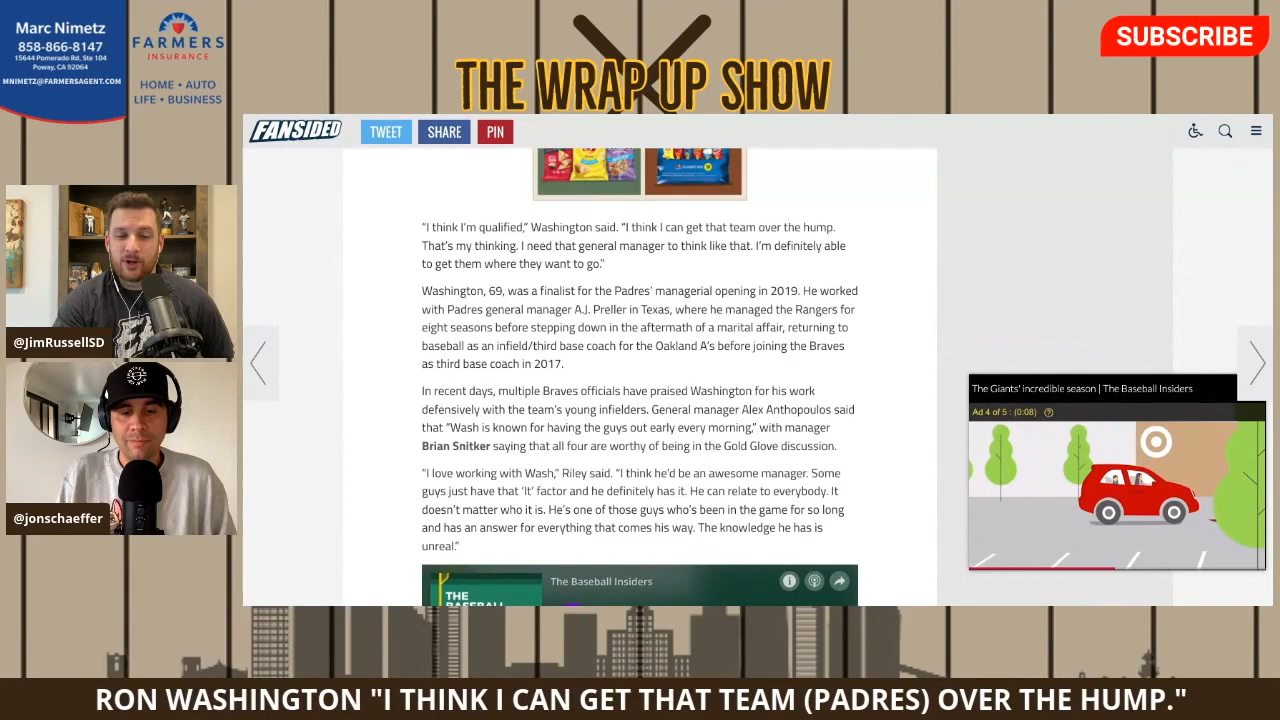 Marc Nimetz
858-866-8147
15644 Pomerado Rd, Ste 104
Poway, CA 92064
MNIMETZ@FARMERSAGENT.COM
FARMERS
INSURANCE
HOME • AUTO
LIFE • BUSINESS
THE WRAP UP SHOW
SUBSCRIBE
FANSIDED
TWEET
SHARE
PIN
“I think I’m qualified,” Washington said. “I think I can get that team over the hump.
That’s my thinking. I need that general manager to think like that. I’m definitely able
to get them where they want to go.”
Washington, 69, was a finalist for the Padres’ managerial opening in 2019. He worked
with Padres general manager A.J. Preller in Texas, where he managed the Rangers for
eight seasons before stepping down in the aftermath of a marital affair, returning to
baseball as an infield/third base coach for the Oakland A’s before joining the Braves
as third base coach in 2017.
In recent days, multiple Braves officials have praised Washington for his work
defensively with the team’s young infielders. General manager Alex Anthopoulos said
that “Wash is known for having the guys out early every morning,” with manager
Brian Snitker saying that all four are worthy of being in the Gold Glove discussion.
“I love working with Wash,” Riley said. “I think he’d be an awesome manager. Some
guys just have that ‘It’ factor and he definitely has it. He can relate to everybody. It
doesn’t matter who it is. He’s one of those guys who’s been in the game for so long
and has an answer for everything that comes his way. The knowledge he has is
unreal.”
The Baseball Insiders
THE
BASEBALL
The Giants' incredible season | The Baseball Insiders
Ad 4 of 5 : (0:08)
@JimRussellSD
@jonschaeffer
RON WASHINGTON "I THINK I CAN GET THAT TEAM (PADRES) OVER THE HUMP."